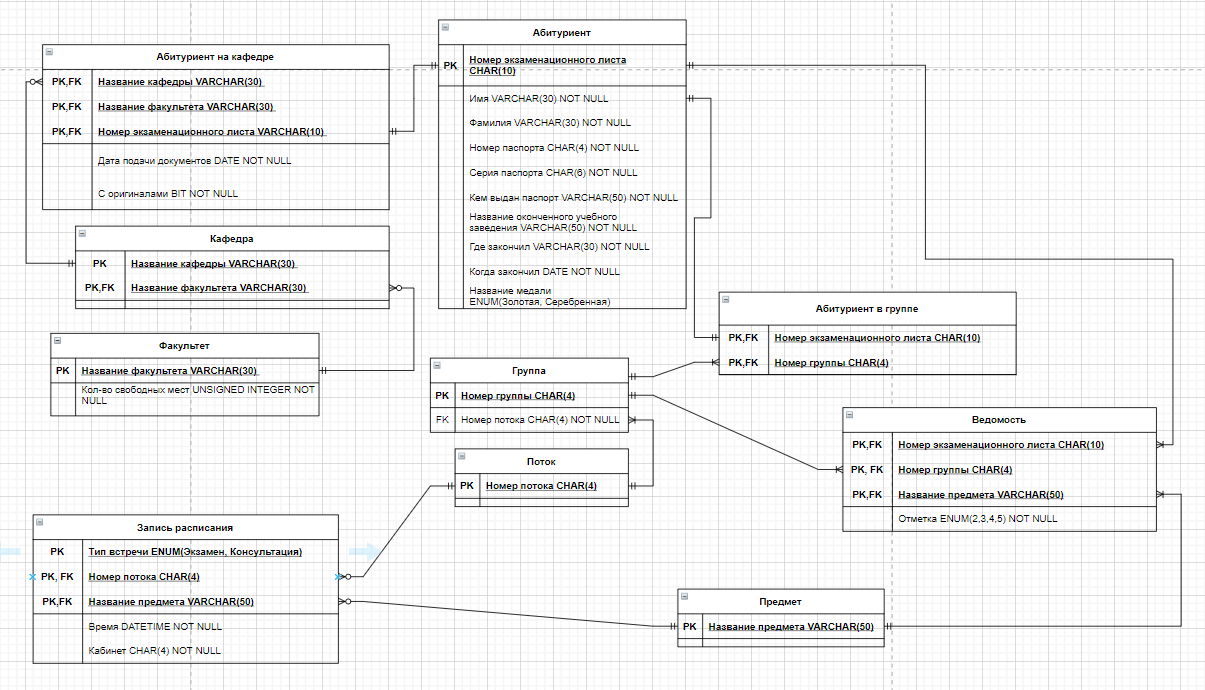 Абитуриент на кафедре
PK,FK Название кафедры VARCHAR(30)
PK,FK Название факультета VARCHAR(30)
PK,FK Номер экзаменационного листа VARCHAR(10)
Дата подачи документов DATE NOT NULL
С оригиналами BIT NOT NULL
Абитуриент
PK Номер экзаменационного листа
CHAR(10)
Имя VARCHAR(30) NOT NULL
Фамилия VARCHAR(30) NOT NULL
Номер паспорта CHAR(4) NOT NULL
Серия паспорта CHAR(6) NOT NULL
Кем выдан паспорт VARCHAR(50) NOT NULL
Название оконченного учебного
заведения VARCHAR(50) NOT NULL
Где закончил VARCHAR(30) NOT NULL
Когда закончил DATE NOT NULL
Название медали
ENUM(Золотая, Серебренная)
Кафедра
PK Название кафедры VARCHAR(30)
PK,FK Название факультета VARCHAR(30)
Абитуриент в группе
PK,FK Номер экзаменационного листа CHAR(10)
PK,FK Номер группы CHAR(4)
Факультет
PK Название факультета VARCHAR(30)
Кол-во свободных мест UNSIGNED INTEGER NOT
NULL
Группа
PK Номер группы CHAR(4)
FK Номер потока CHAR(4) NOT NULL
Ведомость
PK,FK Номер экзаменационного листа CHAR(10)
PK, FK Номер группы CHAR(4)
PK,FK Название предмета VARCHAR(50)
Отметка ENUM(2,3,4,5) NOT NULL
Поток
PK Номер потока CHAR(4)
Запись расписания
PK Тип встречи ENUM(Экзамен, Консультация)
PK, FK Номер потока CHAR(4)
PK,FK Название предмета VARCHAR(50)
Время DATETIME NOT NULL
Кабинет CHAR(4) NOT NULL
Предмет
PK Название предмета VARCHAR(50)